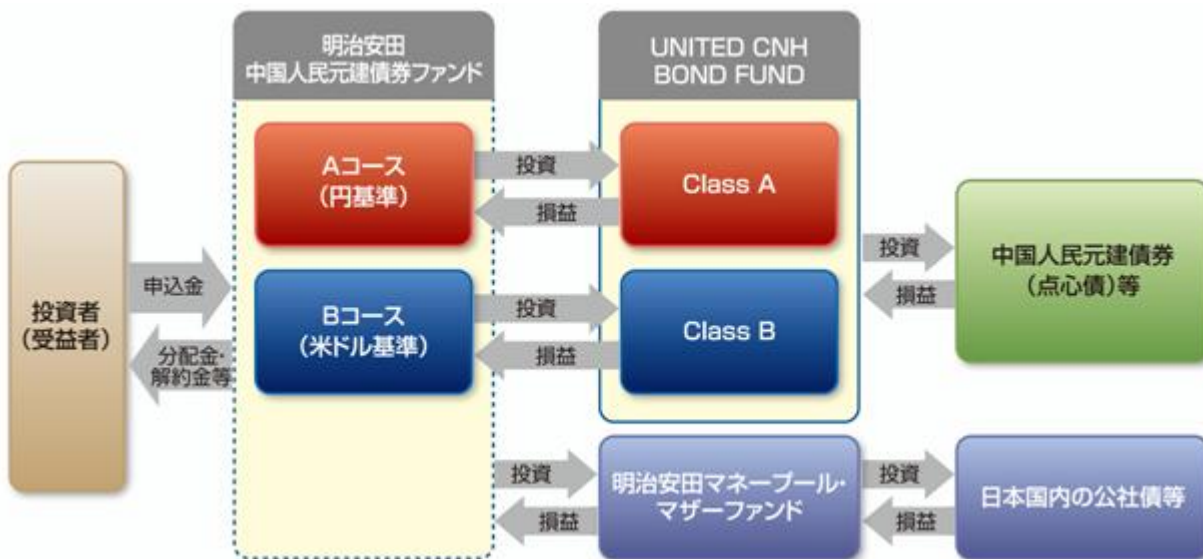 明治安田
中国人民元建債券ファンド
UNITED CNH
BOND FUND
投資者
(受益者)
申込金
分配金・
解約金等
Aコース
(円基準)
投資
損益
Class A
Bコース
(米ドル基準)
投資
損益
Class B
投資
損益
中国人民元建債券
(点心債)等
投資
損益
明治安田マネープール・
マザーファンド
投資
損益
日本国内の公社債等